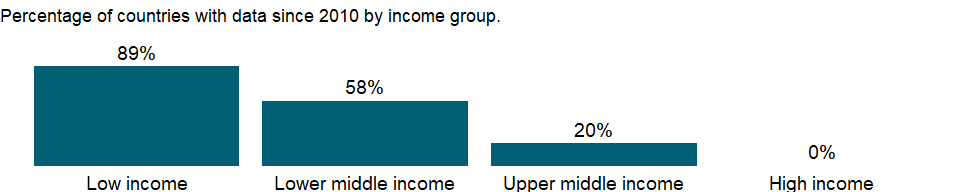 Percentage of countries with data since 2010 by income group.
89%
58%
20%
0%
Low income
Lower middle income
Upper middle income
High income